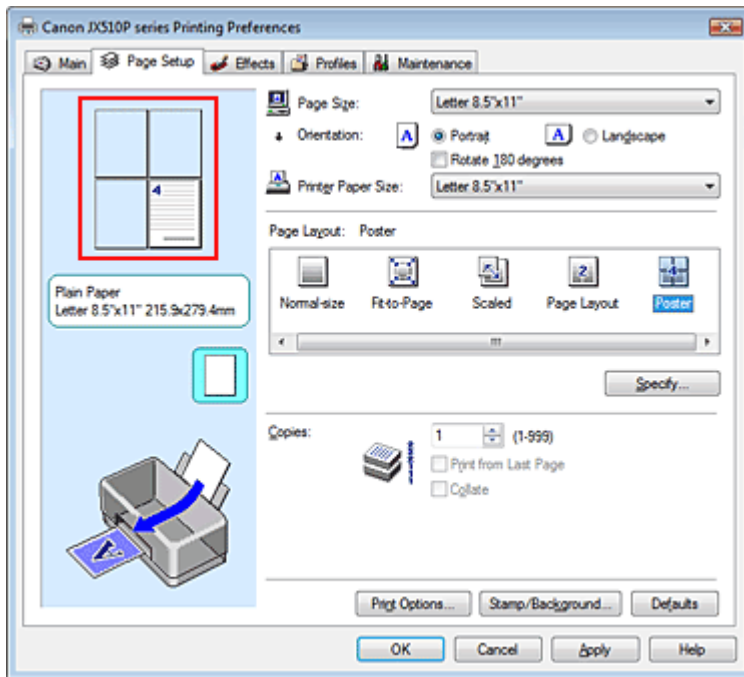 Canon JX510P series Printing Preferences
Main Page Setup Effects Profiles Maintenance
4
Plain Paper
Letter 8.5"x11" 215.9x279.4mm
A
Page Size: Letter 8.5"x11"
Orientation: A Portrait A Landscape
Rotate 180 degrees
Printer Paper Size: Letter 8.5"x11"
Page Layout: Poster
2 4
Normal-size Fit-to-Page Scaled Page Layout Poster
Specify...
Copies: 1 (1-999)
Print from Last Page
Collate
Print Options... Stamp/Background... Defaults
OK Cancel Apply Help